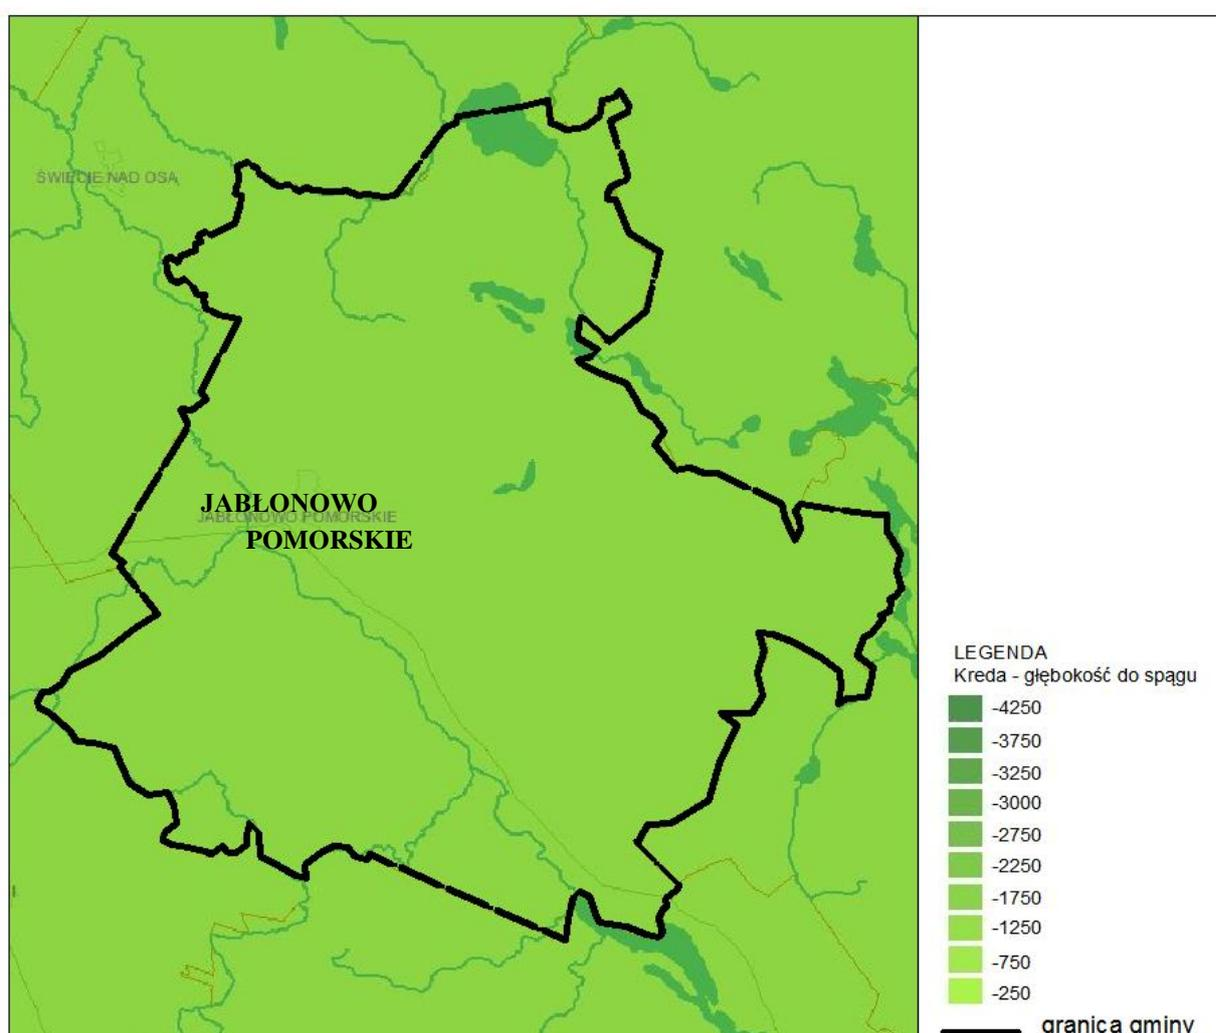 ŚWIECIE NAD OSĄ
JABŁONOWO
JABŁONOWO POMORSKIE
POMORSKIE
LEGENDA
Kreda - głębokość do spągu
-4250
-3750
-3250
-3000
-2750
-2250
-1750
-1250
-750
-250
granica gminy